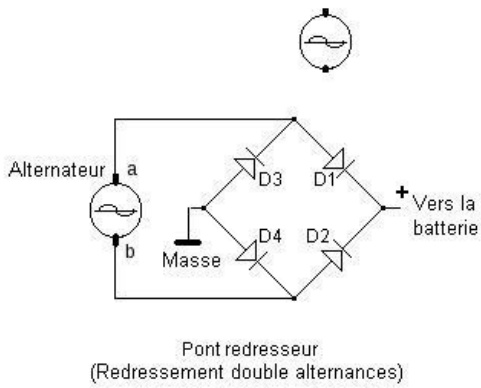 Alternateur
a
b
D3
D1
D4
D2
Masse
+
Vers la
batterie
Pont redresseur
(Redressement double alternances)